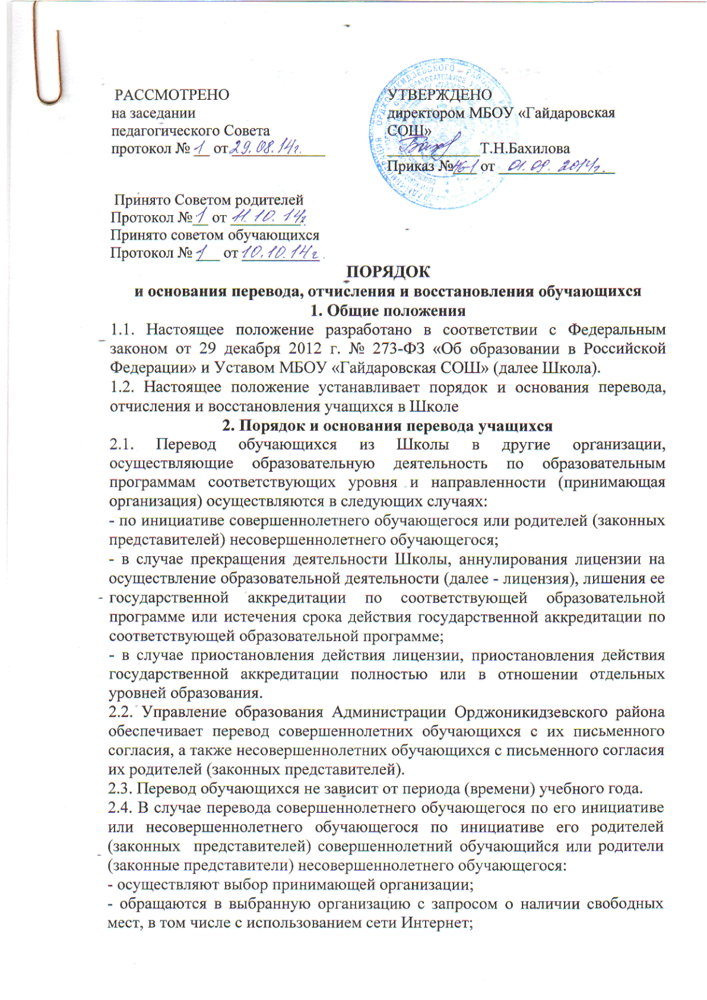 РАССМОТРЕНО
на заседании
педагогического Совета
протокол № 1 от 29.08.14г.
УТВЕРЖДЕНО
директором МБОУ «Гайдаровская
СОШ»
Т.Н.Бахилова
Приказ № 46-1 от 01.09.2014г.
Принято Советом родителей
Протокол № 1 от 11.10.14г.
Принято советом обучающихся
Протокол № 1 от 10.10.14г.
ПОРЯДОК
и основания перевода, отчисления и восстановления обучающихся
1. Общие положения
1.1. Настоящее положение разработано в соответствии с Федеральным
законом от 29 декабря 2012 г. № 273-ФЗ «Об образовании в Российской
Федерации» и Уставом МБОУ «Гайдаровская СОШ» (далее Школа).
1.2. Настоящее положение устанавливает порядок и основания перевода,
отчисления и восстановления учащихся в Школе
2. Порядок и основания перевода учащихся
2.1. Перевод обучающихся из Школы в другие организации,
осуществляющие образовательную деятельность по образовательным
программам соответствующих уровня и направленности (принимающая
организация) осуществляются в следующих случаях:
- по инициативе совершеннолетнего обучающегося или родителей (законных
представителей) несовершеннолетнего обучающегося;
- в случае прекращения деятельности Школы, аннулирования лицензии на
осуществление образовательной деятельности (далее - лицензия), лишения ее
государственной аккредитации по соответствующей образовательной
программе или истечения срока действия государственной аккредитации по
соответствующей образовательной программе;
- в случае приостановления действия лицензии, приостановления действия
государственной аккредитации полностью или в отношении отдельных
уровней образования.
2.2. Управление образования Администрации Орджоникидзевского района
обеспечивает перевод совершеннолетних обучающихся с их письменного
согласия, а также несовершеннолетних обучающихся с письменного согласия
их родителей (законных представителей).
2.3. Перевод обучающихся не зависит от периода (времени) учебного года.
2.4. В случае перевода совершеннолетнего обучающегося по его инициативе
или несовершеннолетнего обучающегося по инициативе его родителей
(законных представителей) совершеннолетний обучающийся или родители
(законные представители) несовершеннолетнего обучающегося:
- осуществляют выбор принимающей организации;
- обращаются в выбранную организацию с запросом о наличии свободных
мест, в том числе с использованием сети Интернет;